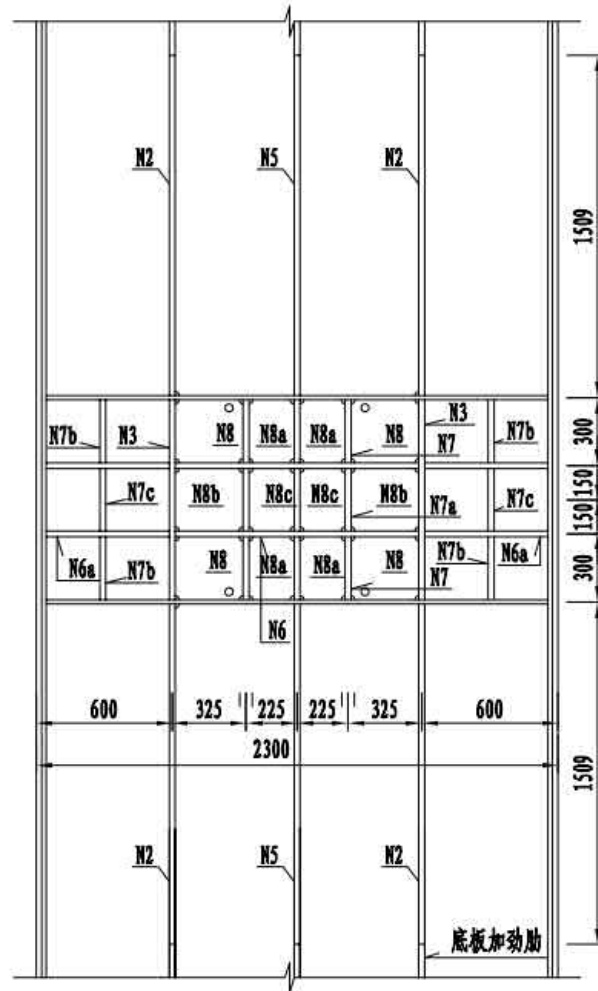 N2 N5 N2
1509
N3
N7b N3 N8 N8a N8a N8 N7 N7b
300
N7c N8b N8c N8c N8b N7a N7c
150
150
N6a N7b N8 N8a N8a N8 N7 N7b N6a
300
N6
600 325 225 225 325 600
2300
1509
N2 N5 N2
底板加劲肋